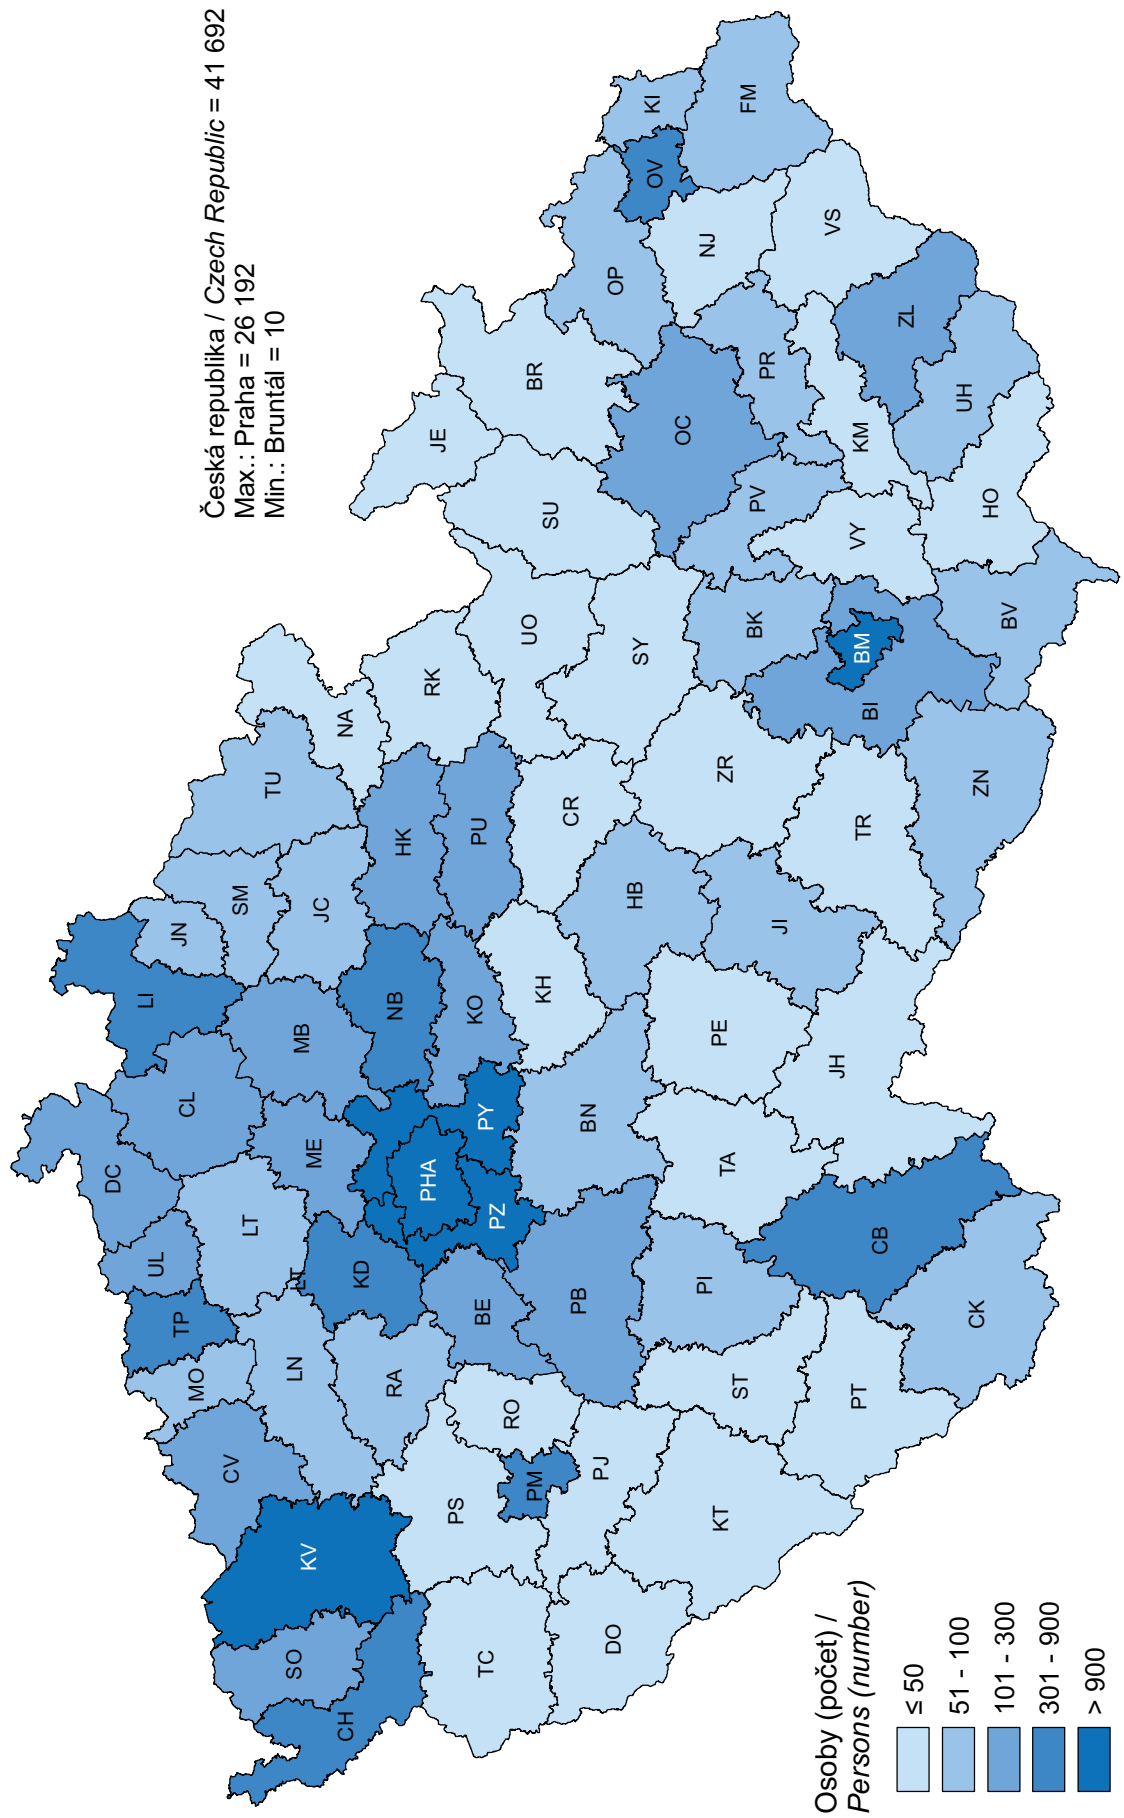 Česká republika / Czech Republic = 41 692
Max.: Praha = 26 192
Min.: Bruntál = 10
DC
LI
UL
CL
JN
TP
SM
TU
MO
LT
MB
JC
NA
CV
LN
LT
ME
KV
KD
NB
HK
RK
JE
SO
RA
PHA
CH
BE
PY
KO
PU
UO
SU
BR
PZ
PS
RO
KH
CR
OP
KI
PM
TC
PB
BN
HB
SY
OC
OV
PJ
FM
DO
NJ
PI
PE
ZR
BK
PV
PR
KT
ST
TA
JI
VS
PT
CB
JH
TR
BI
BM
VY
KM
ZL
CK
ZN
BV
HO
UH
Osoby (počet) /
Persons (number)
≤ 50
51 - 100
101 - 300
301 - 900
> 900